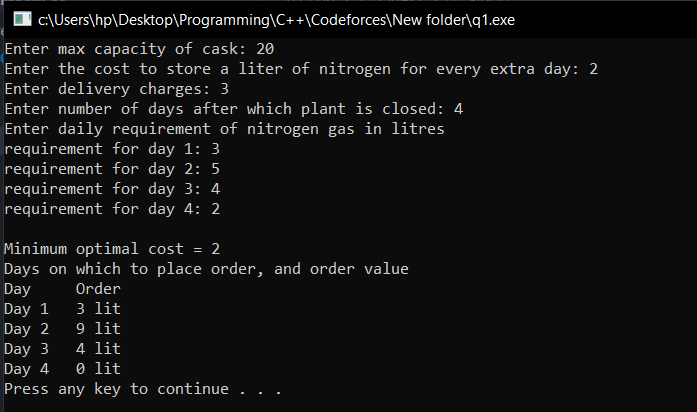 c:\Users\hp\Desktop\Programming\C++\Codeforces\New folder\q1.exe
Enter max capacity of cask: 20
Enter the cost to store a liter of nitrogen for every extra day: 2
Enter delivery charges: 3
Enter number of days after which plant is closed: 4
Enter daily requirement of nitrogen gas in litres
requirement for day 1: 3
requirement for day 2: 5
requirement for day 3: 4
requirement for day 4: 2
Minimum optimal cost = 2
Days on which to place order, and order value
Day     Order
Day 1   3 lit
Day 2   9 lit
Day 3   4 lit
Day 4   0 lit
Press any key to continue . . .